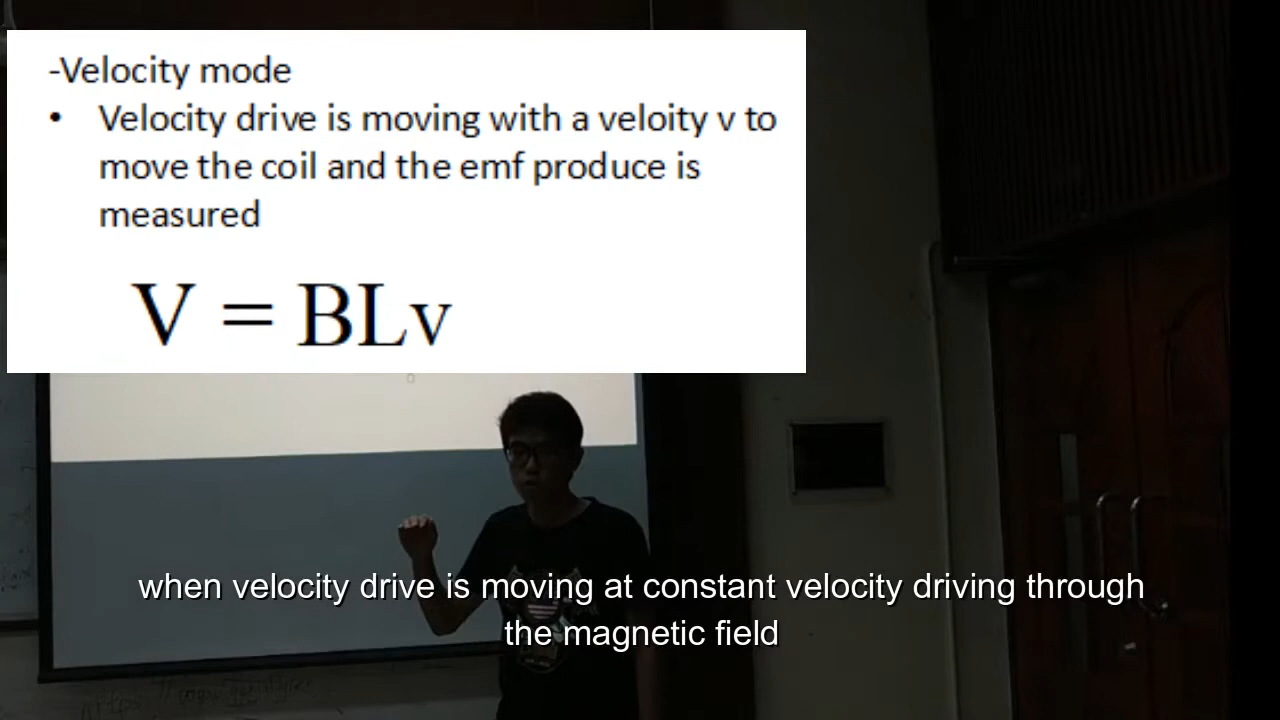 -Velocity mode
• Velocity drive is moving with a veloity v to
move the coil and the emf produce is
measured
V = BLv
when velocity drive is moving at constant velocity driving through
the magnetic field